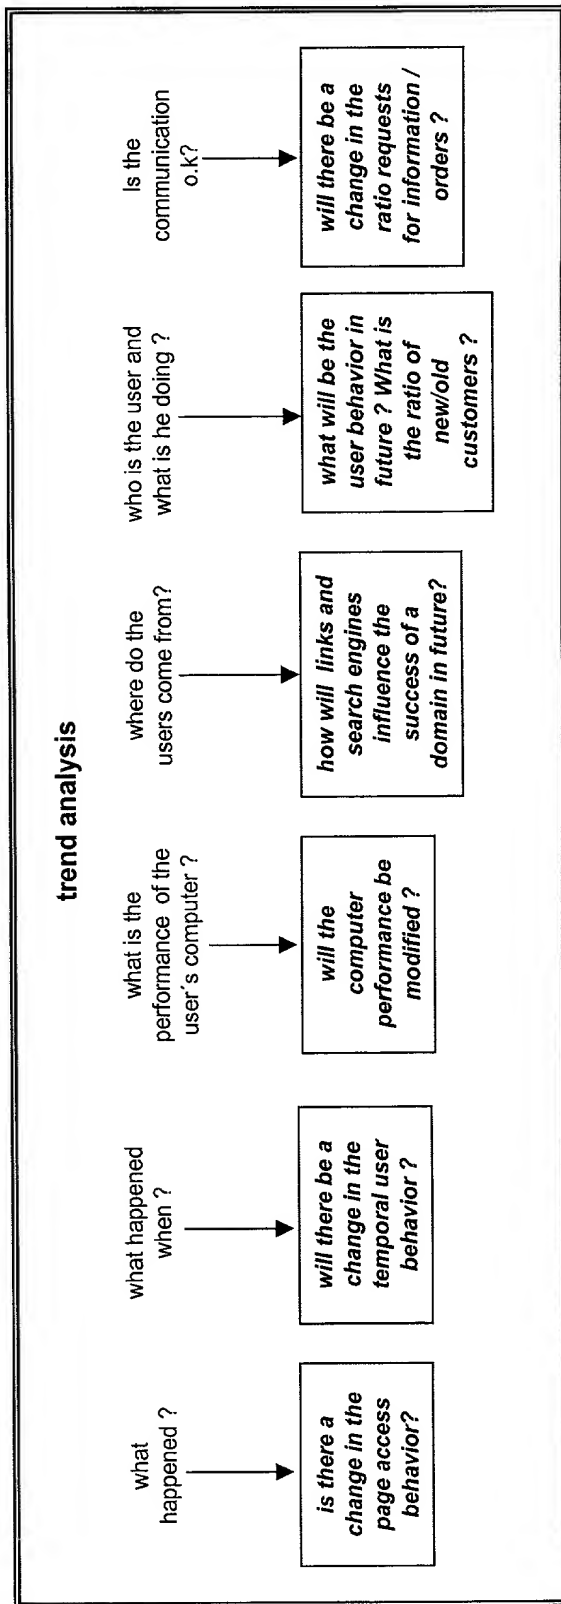 trend analysis
what
happened ?
is there a
change in the
page access
behavior?
what happened
when ?
will there be a
change in the
temporal user
behavior ?
what is the
performance of the
user´s computer ?
will the
computer
performance be
modified ?
where do the
users come from?
how will links and
search engines
influence the
success of a
domain in future?
who is the user and
what is he doing ?
what will be the
user behavior in
future ? What is
the ratio of
new/old
customers ?
Is the
communication
o.k?
will there be a
change in the
ratio requests
for information /
orders ?